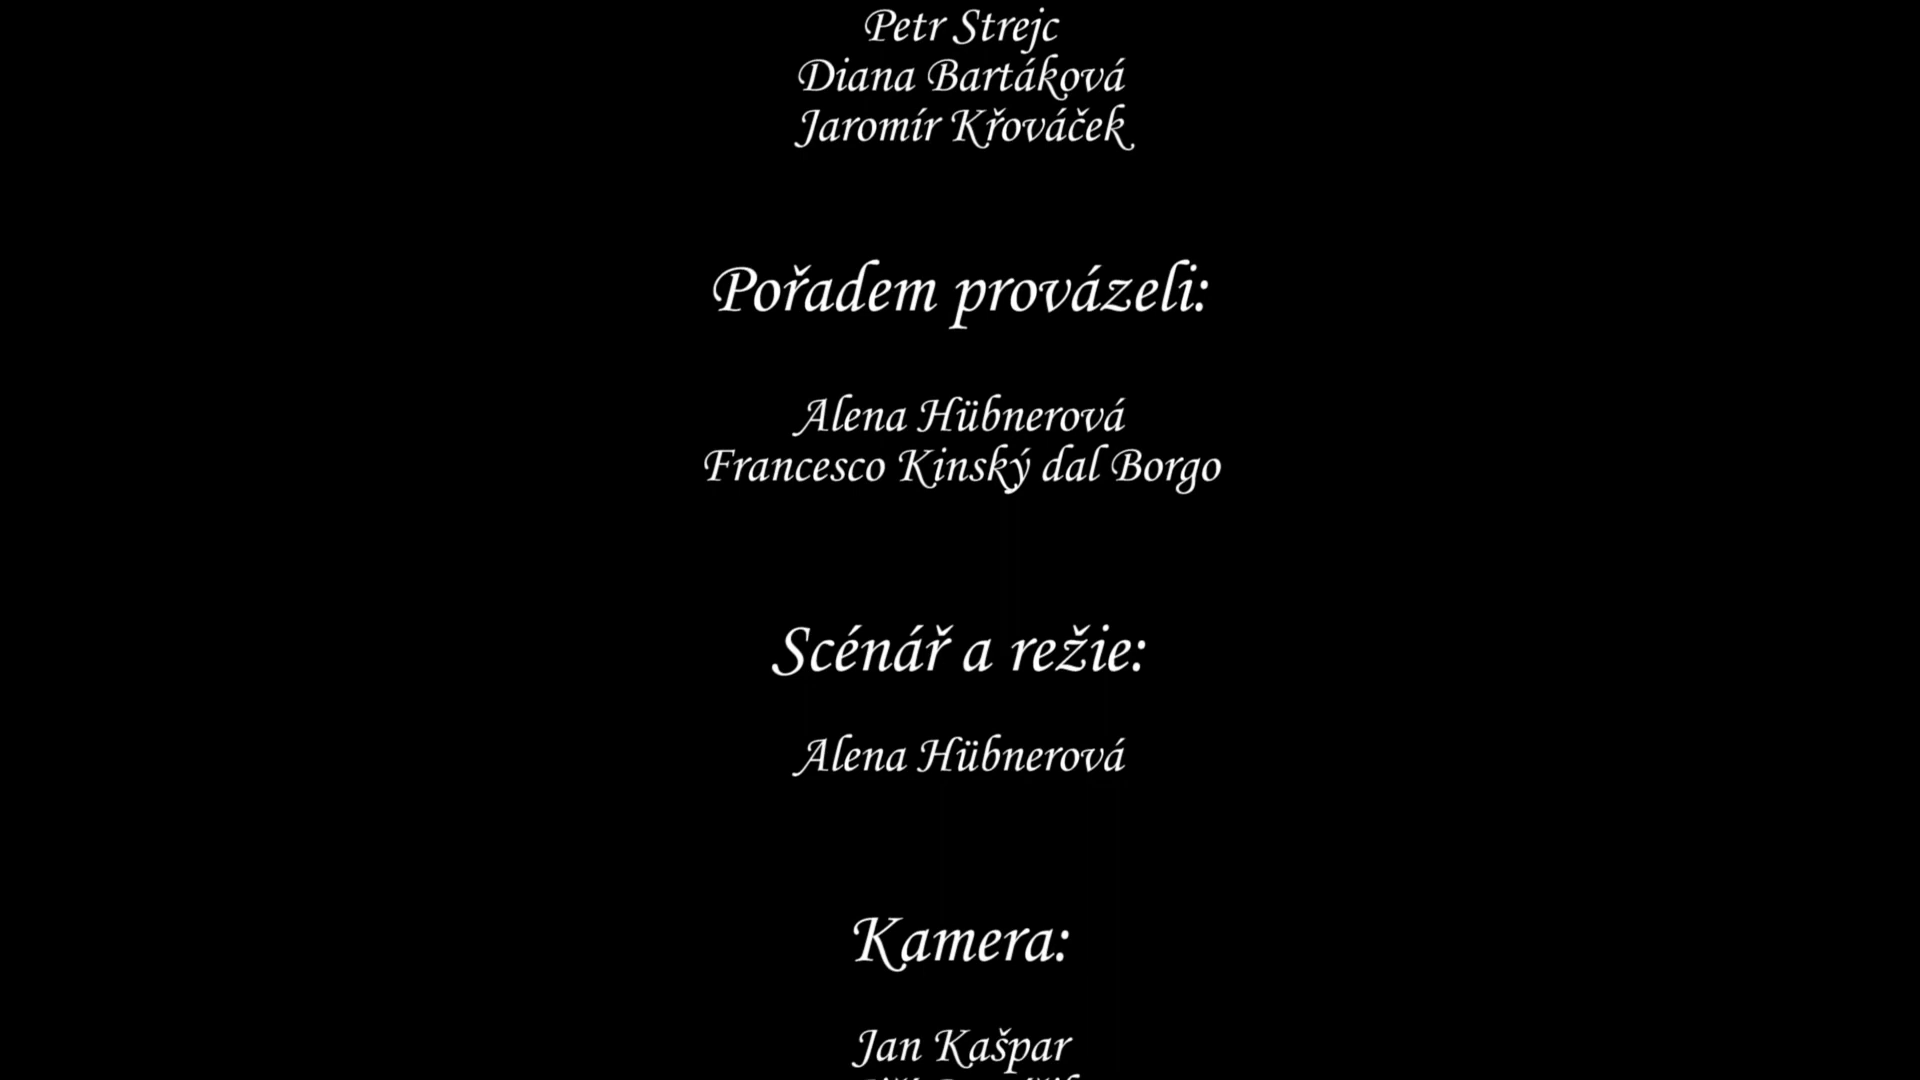 Petr Strejc
Diana Bartáková
Jaromír Křováček
Pořadem provázeli:
Alena Hübnerová
Francesco Kinský dal Borgo
Scénář a režie:
Alena Hübnerová
Kamera:
Jan Kašpar